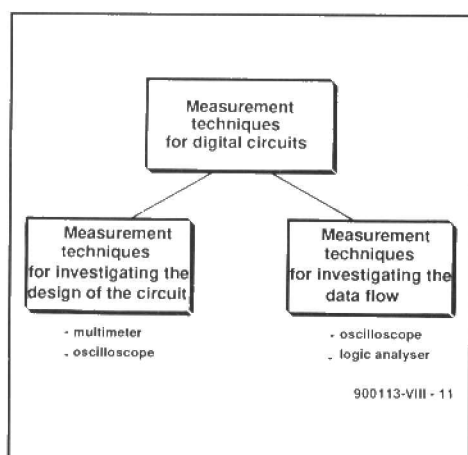 Measurement
techniques
for digital circuits
Measurement
techniques
for investigating the
design of the circuit
- multimeter
- oscilloscope
Measurement
techniques
for investigating the
data flow
- oscilloscope
- logic analyser
900113-VIII - 11